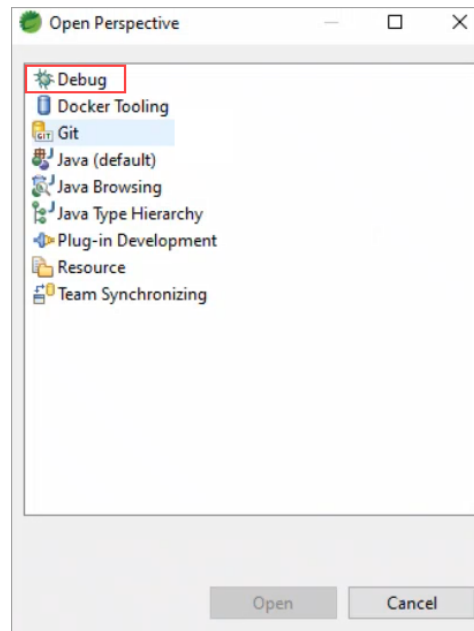 Open Perspective
Debug
Docker Tooling
GIT Git
Java (default)
Java Browsing
Java Type Hierarchy
Plug-in Development
Resource
Team Synchronizing
Open Cancel